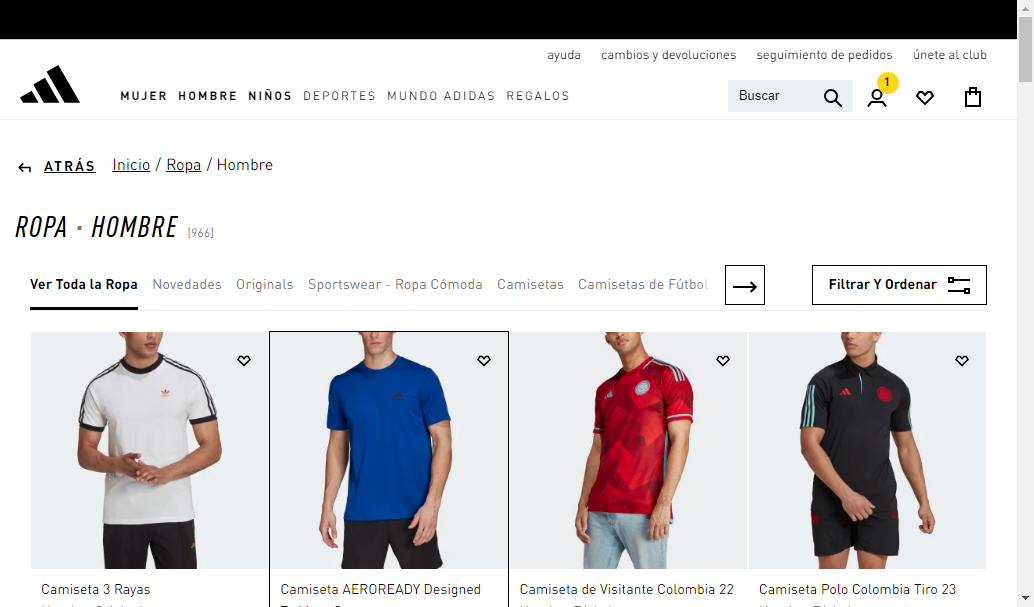 ayuda cambios y devoluciones seguimiento de pedidos únete al club
MUJER HOMBRE NIÑOS DEPORTES MUNDO ADIDAS REGALOS
Buscar
1
ATRÁS Inicio / Ropa / Hombre
ROPA · HOMBRE [966]
Ver Toda la Ropa Novedades Originals Sportswear - Ropa Cómoda Camisetas Camisetas de Fútbol
Filtrar Y Ordenar
Camiseta 3 Rayas
Camiseta AEROREADY Designed
Camiseta de Visitante Colombia 22
Camiseta Polo Colombia Tiro 23